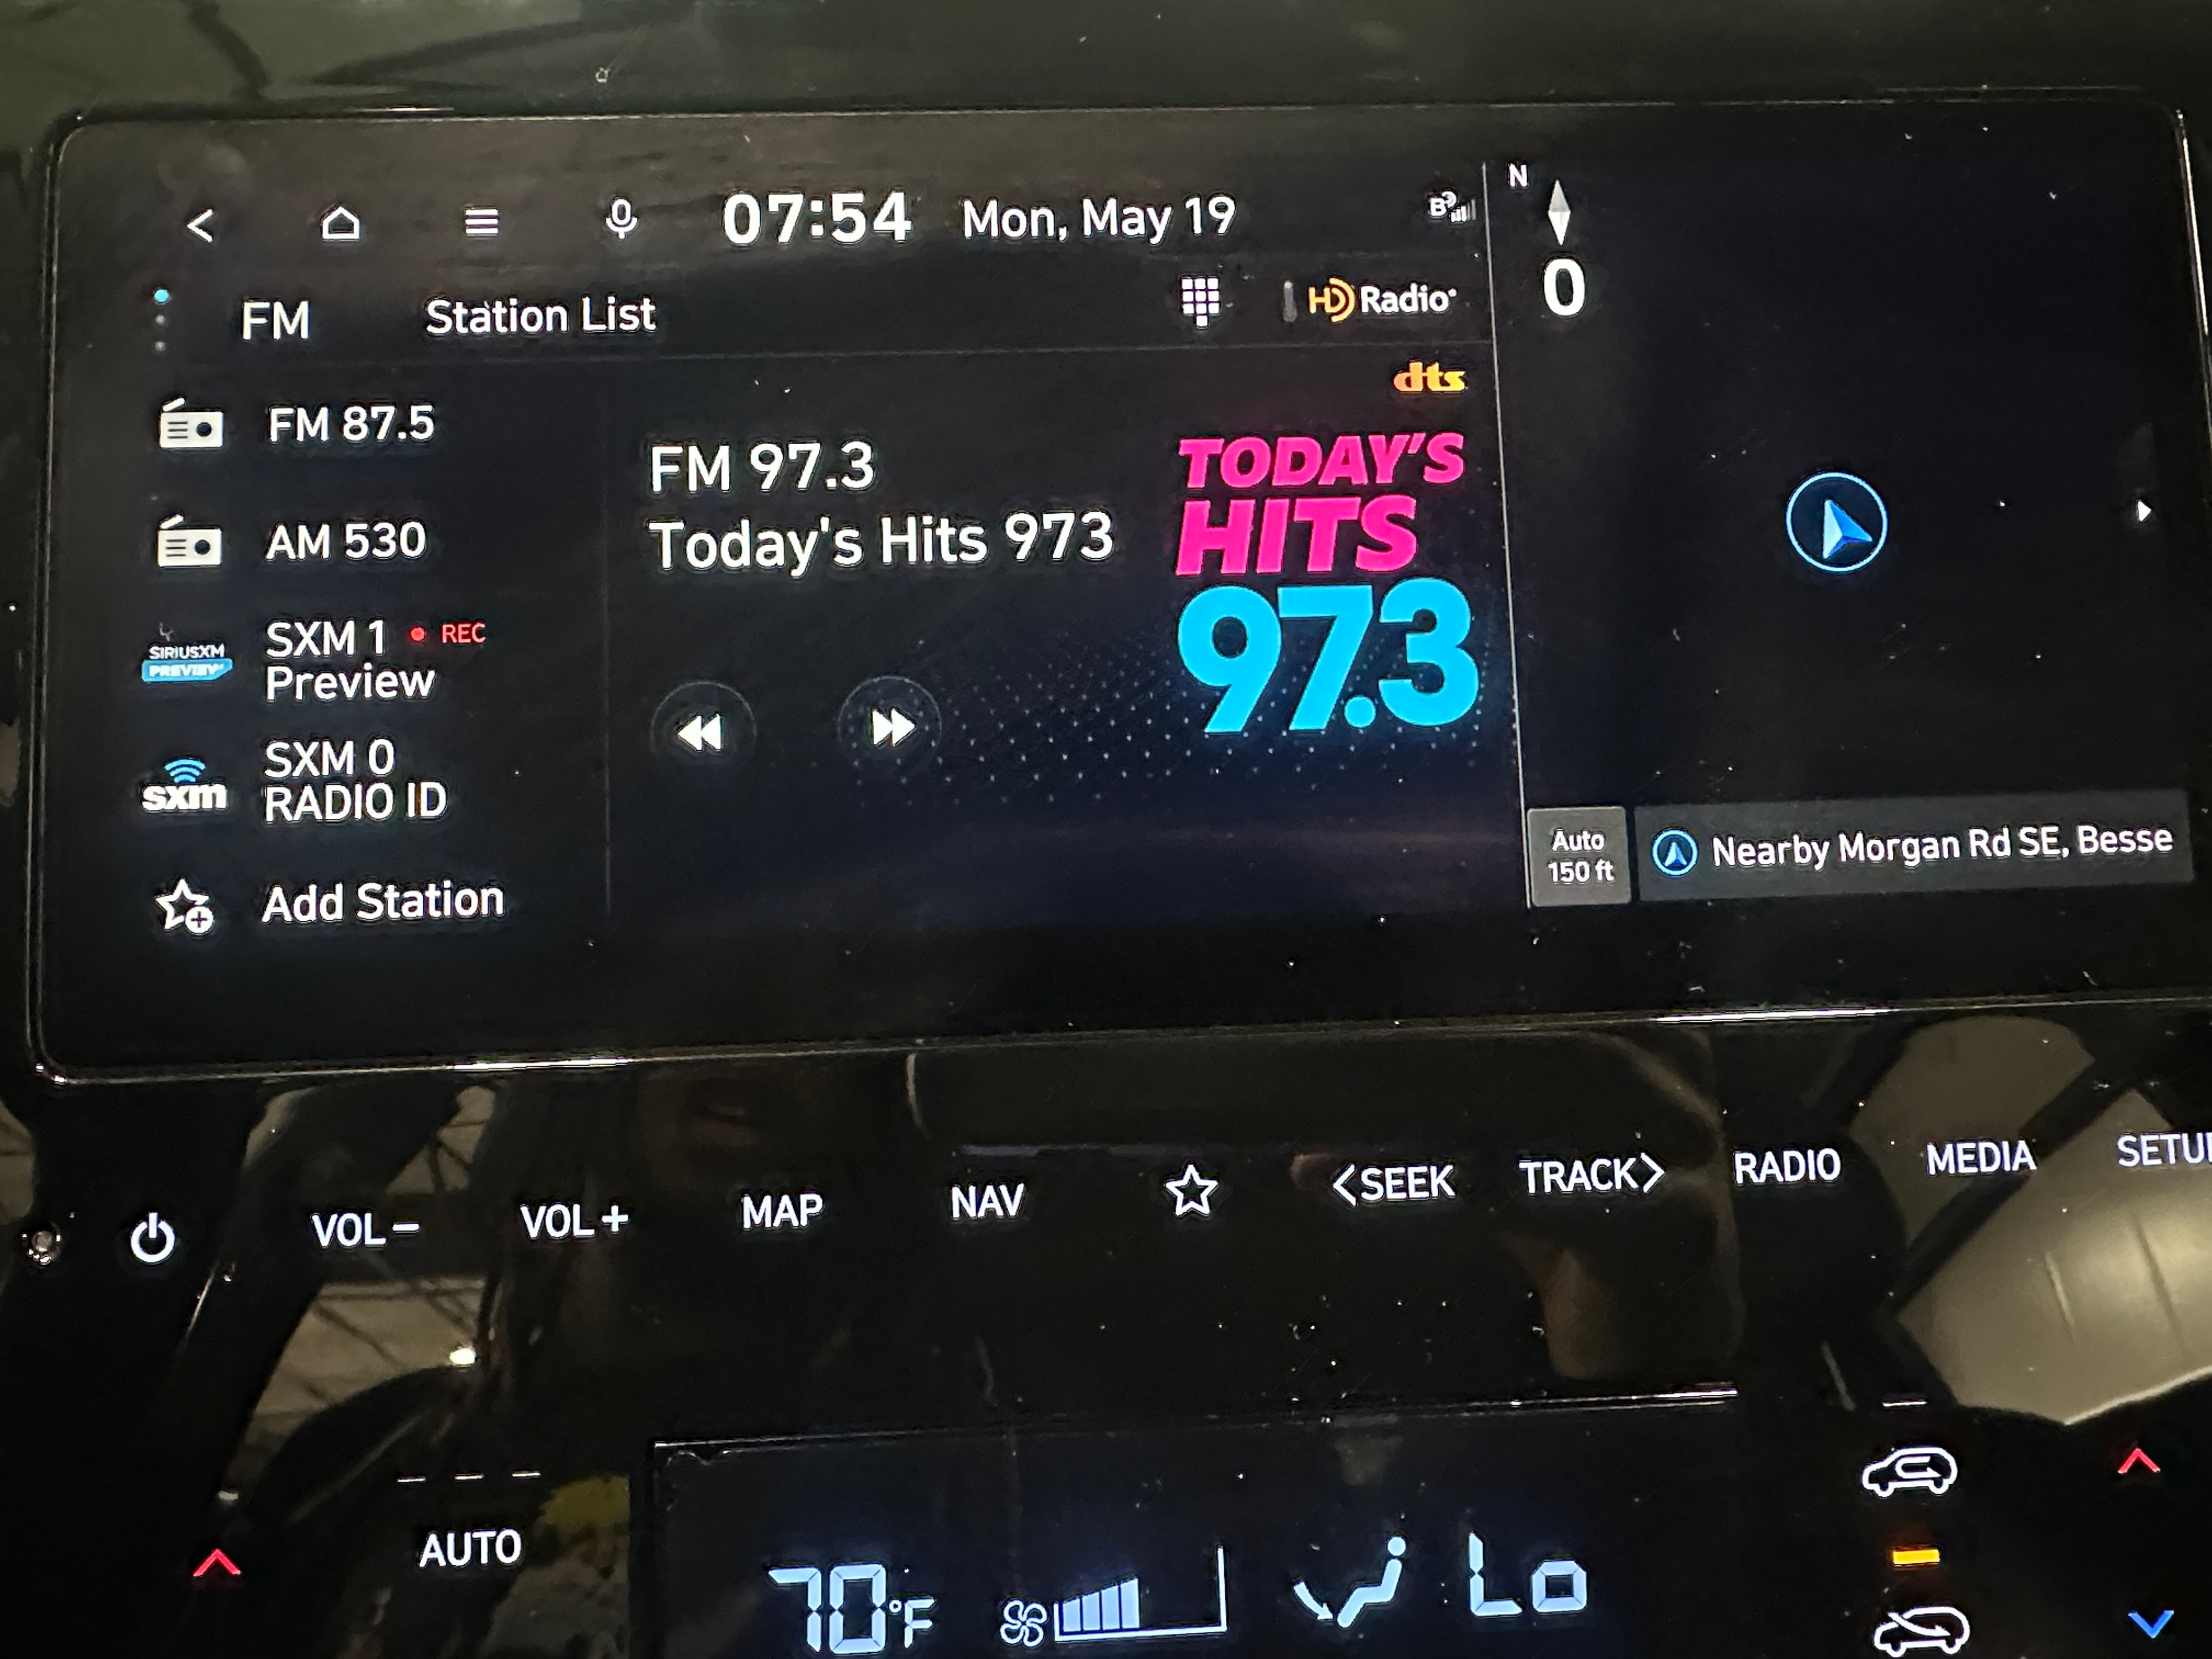 07:54 Mon, May 19
N
0
FM Station List
HD Radio
dts
FM 87.5
AM 530
SIRIUSXM
PREVIEW
SXM 1 REC
Preview
sxm
SXM 0
RADIO ID
Add Station
FM 97.3
Today's Hits 973
TODAY'S
HITS
97.3
Auto
150 ft
Nearby Morgan Rd SE, Besse
VOL− VOL+ MAP NAV <SEEK TRACK> RADIO MEDIA SETU
AUTO
70°F Lo